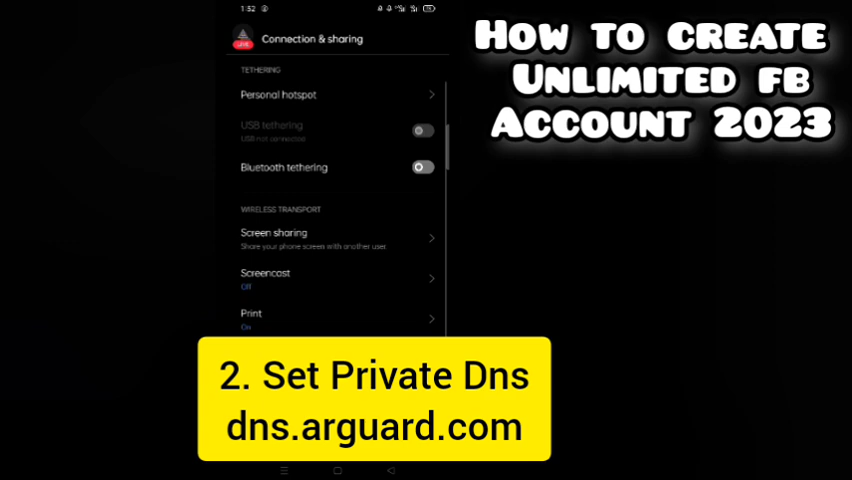 1:52
Connection & sharing
LIVE
TETHERING
Personal hotspot
USB tethering
USB not connected
Bluetooth tethering
WIRELESS TRANSPORT
Screen sharing
Share your phone screen with another user
Screencast
Off
Print
On
How to create
Unlimited fb
Account 2023
2. Set Private Dns
dns.arguard.com